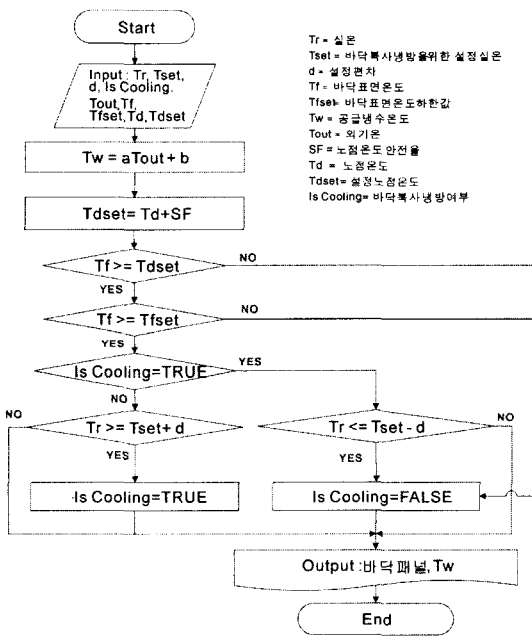 Start
Input : Tr, Tset,
d, Is Cooling.
Tout,Tf,
Tfset,Td,Tdset
Tw = aTout + b
Tdset= Td+SF
Tf >= Tdset
NO
YES
Tf >= Tfset
NO
YES
Is Cooling=TRUE
YES
NO
Tr >= Tset+ d
NO
YES
Is Cooling=TRUE
Tr <= Tset - d
NO
YES
Is Cooling=FALSE
Output :바닥패널, Tw
End
Tr = 실온
Tset = 바닥복사냉방을위한 설정실온
d = 설정편차
Tf = 바닥표면온도
Tfset= 바닥표면온도하한값
Tw = 공급냉수온도
Tout = 외기온
SF = 노점온도안전율
Td = 노점온도
Tdset= 설정노점온도
Is Cooling= 바닥복사냉방여부